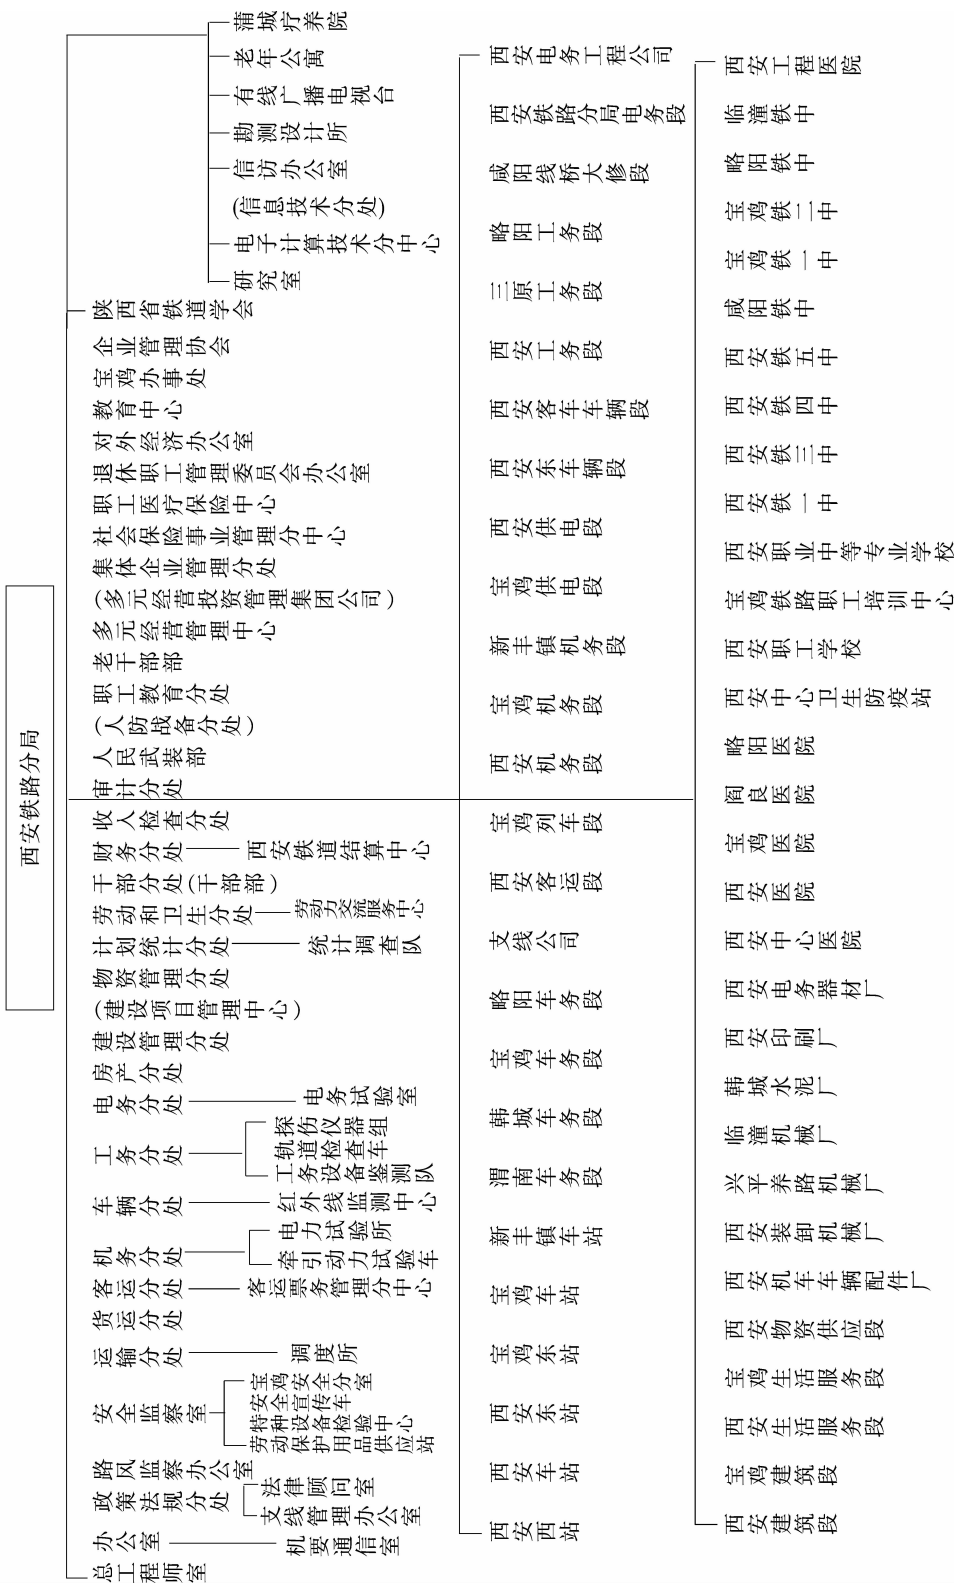 西安铁路分局
总工程师室
办公室
机要通信室
政策法规分处
支线管理办公室
法律顾问室
路风监察办公室
安全监察室
劳动保护用品供应站
特种设备检验中心
安全宣传车
宝鸡安全分室
运输分处
调度所
货运分处
客运分处
客运票务管理分中心
机务分处
牵引动力试验车
电力试验所
车辆分处
红外线监测中心
工务分处
工务设备鉴测队
轨道检查车
探伤仪器组
电务分处
电务试验室
房产分处
建设管理分处
(建设项目管理中心)
物资管理分处
计划统计分处
统计调查队
劳动和卫生分处
劳动力交流服务中心
干部分处(干部部)
财务分处
西安铁道结算中心
收入检查分处
审计分处
人民武装部
(人防战备分处)
职工教育分处
老干部部
多元经营管理中心
(多元经营投资管理集团公司)
集体企业管理分处
社会保险事业管理分中心
职工医疗保险中心
退休职工管理委员会办公室
对外经济办公室
教育中心
宝鸡办事处
企业管理协会
陕西省铁道学会
研究室
电子计算技术分中心
(信息技术分处)
信访办公室
勘测设计所
有线广播电视台
老年公寓
蒲城疗养院
西安西站
西安车站
西安东站
宝鸡东站
宝鸡车站
新丰镇车站
渭南车务段
韩城车务段
宝鸡车务段
略阳车务段
支线公司
西安客运段
宝鸡列车段
西安机务段
宝鸡机务段
新丰镇机务段
宝鸡供电段
西安供电段
西安东车辆段
西安客车车辆段
西安工务段
三原工务段
略阳工务段
咸阳线桥大修段
西安铁路分局电务段
西安电务工程公司
西安建筑段
宝鸡建筑段
西安生活服务段
宝鸡生活服务段
西安物资供应段
西安机车车辆配件厂
西安装卸机械厂
兴平养路机械厂
临潼机械厂
韩城水泥厂
西安印刷厂
西安电务器材厂
西安中心医院
西安医院
宝鸡医院
阎良医院
略阳医院
西安中心卫生防疫站
西安职工学校
宝鸡铁路职工培训中心
西安职业中等专业学校
西安铁一中
西安铁三中
西安铁四中
西安铁五中
咸阳铁中
宝鸡铁一中
宝鸡铁二中
略阳铁中
临潼铁中
西安工程医院